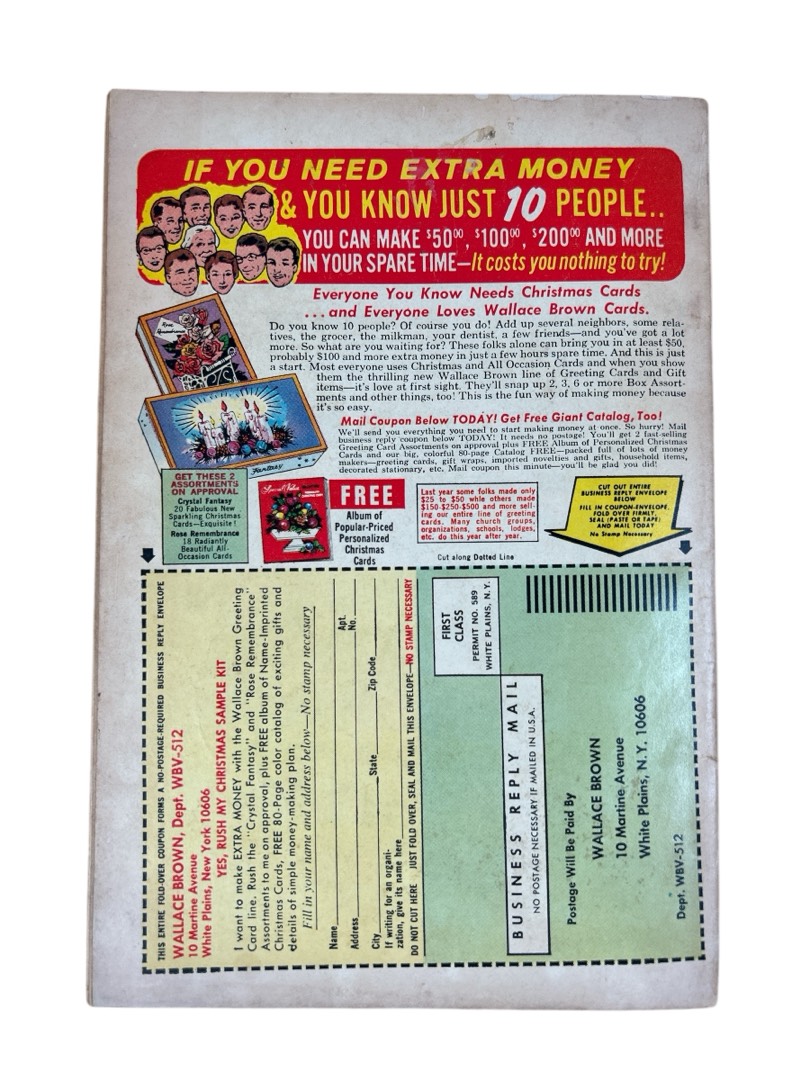 IF YOU NEED EXTRA MONEY
& YOU KNOW JUST 10 PEOPLE..
YOU CAN MAKE $50⁰⁰, $100⁰⁰, $200⁰⁰ AND MORE
IN YOUR SPARE TIME—It costs you nothing to try!
Everyone You Know Needs Christmas Cards
...and Everyone Loves Wallace Brown Cards.
Do you know 10 people? Of course you do! Add up several neighbors, some rela-
tives, the grocer, the milkman, your dentist, a few friends—and you've got a lot
more. So what are you waiting for? These folks alone can bring you in at least $50,
probably $100 and more extra money in just a few hours spare time. And this is just
a start. Most everyone uses Christmas and All Occasion Cards and when you show
them the thrilling new Wallace Brown line of Greeting Cards and Gift
items—it's love at first sight. They'll snap up 2, 3, 6 or more Box Assort-
ments and other things, too! This is the fun way of making money because
it's so easy.
Mail Coupon Below TODAY! Get Free Giant Catalog, Too!
We'll send you everything you need to start making money at once. So hurry! Mail
business reply coupon below TODAY! It needs no postage! You'll get 2 fast-selling
Greeting Card Assortments on approval plus FREE Album of Personalized Christmas
Cards and our big, colorful 80-page Catalog FREE—packed full of lots of money
makers—greeting cards, gift wraps, imported novelties and gifts, household items,
decorated stationery, etc. Mail coupon this minute—you'll be glad you did!
Rose
Remembrance
Fantasy
GET THESE 2
ASSORTMENTS
ON APPROVAL
Crystal Fantasy
20 Fabulous New
Sparkling Christmas
Cards—Exquisite!
Rose Remembrance
18 Radiantly
Beautiful All-
Occasion Cards
FREE
Album of
Popular-Priced
Personalized
Christmas
Cards
Last year some folks made only
$25 to $50 while others made
$150-$250-$500 and more sell-
ing our entire line of greeting
cards. Many church groups,
organizations, schools, lodges,
etc. do this year after year.
Cut along Dotted Line
CUT OUT ENTIRE
BUSINESS REPLY ENVELOPE
BELOW
FILL IN COUPON-ENVELOPE,
FOLD OVER FIRMLY,
SEAL (PASTE OR TAPE)
AND MAIL TODAY
No Stamp Necessary
THIS ENTIRE FOLD-OVER COUPON FORMS A NO-POSTAGE-REQUIRED BUSINESS REPLY ENVELOPE
WALLACE BROWN, Dept. WBV-512
10 Martine Avenue
White Plains, New York 10606
YES, RUSH MY CHRISTMAS SAMPLE KIT
I want to make EXTRA MONEY with the Wallace Brown Greeting
Card line. Rush the "Crystal Fantasy" and "Rose Remembrance"
Assortments to me on approval, plus FREE album of Name-Imprinted
Christmas Cards, FREE 80-Page color catalog of exciting gifts and
details of simple money-making plan.
Fill in your name and address below—No stamp necessary
Name
Apt.
Address No.
City State Zip Code
If writing for an organi-
zation, give its name here
DO NOT CUT HERE JUST FOLD OVER, SEAL AND MAIL THIS ENVELOPE—NO STAMP NECESSARY
FIRST
CLASS
PERMIT NO. 589
WHITE PLAINS, N.Y.
BUSINESS REPLY MAIL
NO POSTAGE NECESSARY IF MAILED IN U.S.A.
Postage Will Be Paid By
WALLACE BROWN
10 Martine Avenue
White Plains, N.Y. 10606
Dept. WBV-512